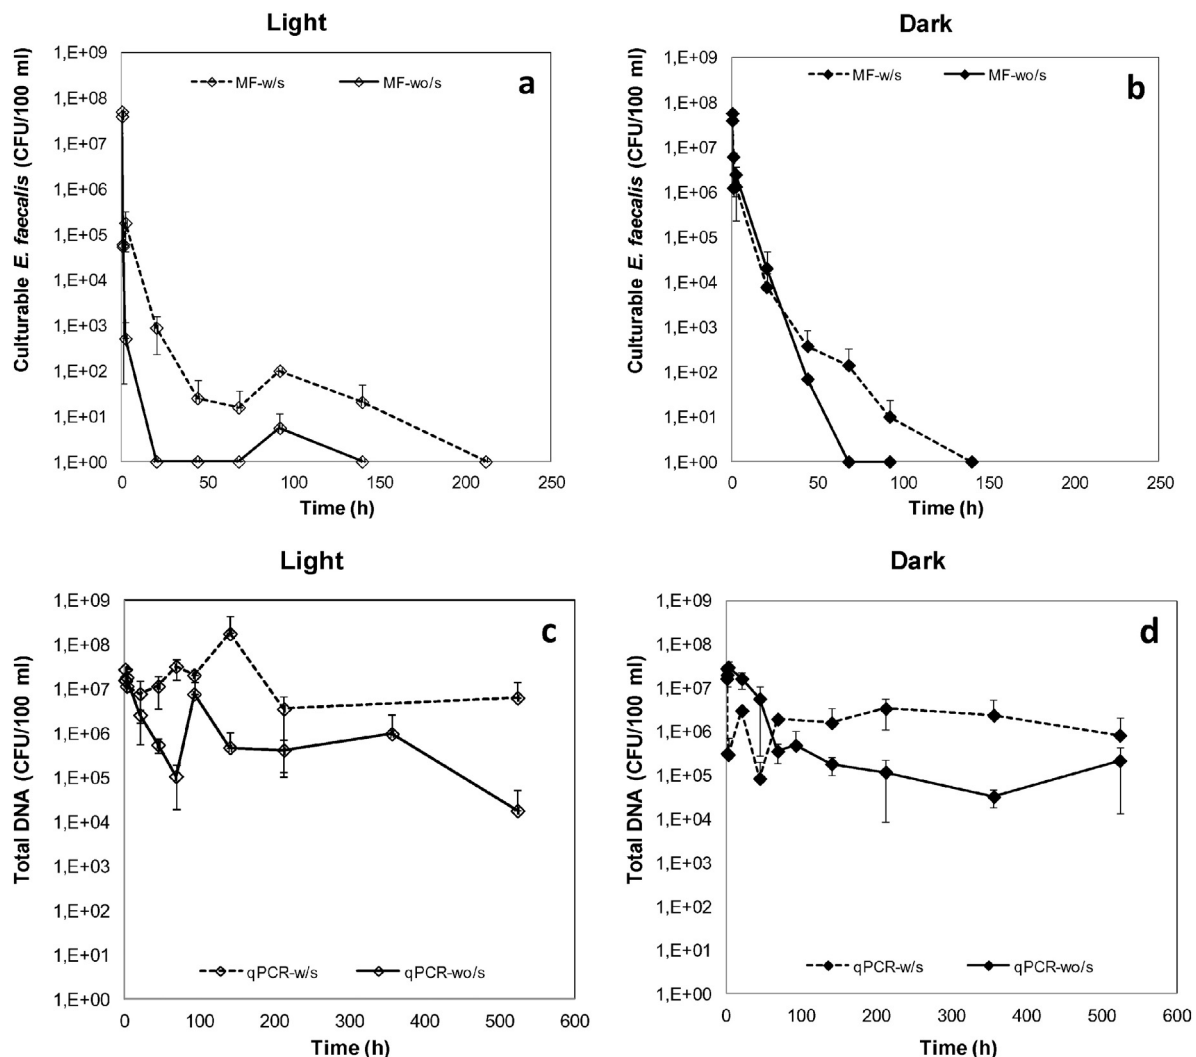 Light
1,E+09
1,E+08
1,E+07
1,E+06
1,E+05
1,E+04
1,E+03
1,E+02
1,E+01
1,E+00
Culturable E. faecalis (CFU/100 ml)
MF-w/s
MF-wo/s
a
0 50 100 150 200 250
Time (h)
Dark
1,E+09
1,E+08
1,E+07
1,E+06
1,E+05
1,E+04
1,E+03
1,E+02
1,E+01
1,E+00
Culturable E. faecalis (CFU/100 ml)
MF-w/s
MF-wo/s
b
0 50 100 150 200 250
Time (h)
Light
1,E+09
1,E+08
1,E+07
1,E+06
1,E+05
1,E+04
1,E+03
1,E+02
1,E+01
1,E+00
Total DNA (CFU/100 ml)
c
qPCR-w/s
qPCR-wo/s
0 100 200 300 400 500 600
Time (h)
Dark
1,E+09
1,E+08
1,E+07
1,E+06
1,E+05
1,E+04
1,E+03
1,E+02
1,E+01
1,E+00
Total DNA (CFU/100 ml)
d
qPCR-w/s
qPCR-wo/s
0 100 200 300 400 500 600
Time (h)